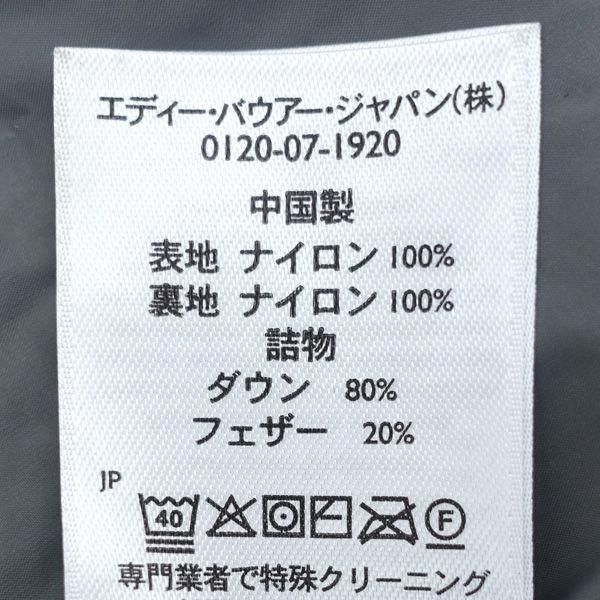 エディー・バウアー・ジャパン(株)
0120-07-1920
中国製
表地 ナイロン 100%
裏地 ナイロン 100%
詰物
ダウン 80%
フェザー 20%
JP
40 F
専門業者で特殊クリーニング